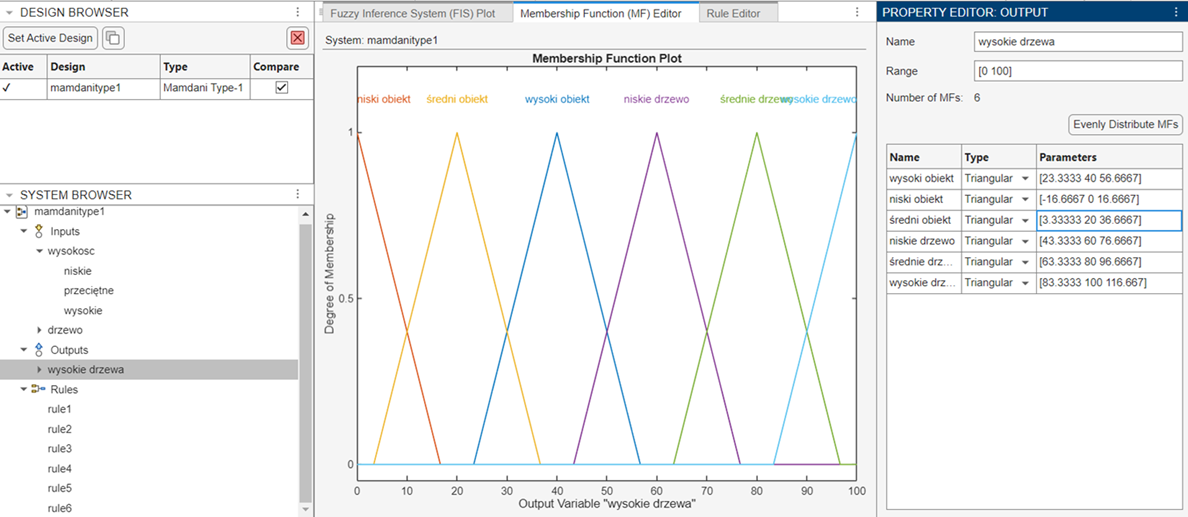 DESIGN BROWSER
Set Active Design
Active Design Type Compare
mamdanitype1 Mamdani Type-1
SYSTEM BROWSER
mamdanitype1
Inputs
wysokosc
niskie
przeciętne
wysokie
drzewo
Outputs
wysokie drzewa
Rules
rule1
rule2
rule3
rule4
rule5
rule6
Fuzzy Inference System (FIS) Plot Membership Function (MF) Editor Rule Editor
System: mamdanitype1
Membership Function Plot
niski obiekt średni obiekt wysoki obiekt niskie drzewo średnie drzewo wysokie drzewo
Degree of Membership
1
0.5
0
0 10 20 30 40 50 60 70 80 90 100
Output Variable "wysokie drzewa"
PROPERTY EDITOR: OUTPUT
Name wysokie drzewa
Range [0 100]
Number of MFs: 6
Evenly Distribute MFs
Name Type Parameters
wysoki obiekt Triangular [23.3333 40 56.6667]
niski obiekt Triangular [-16.6667 0 16.6667]
średni obiekt Triangular [3.33333 20 36.6667]
niskie drzewo Triangular [43.3333 60 76.6667]
średnie drz... Triangular [63.3333 80 96.6667]
wysokie drz... Triangular [83.3333 100 116.667]